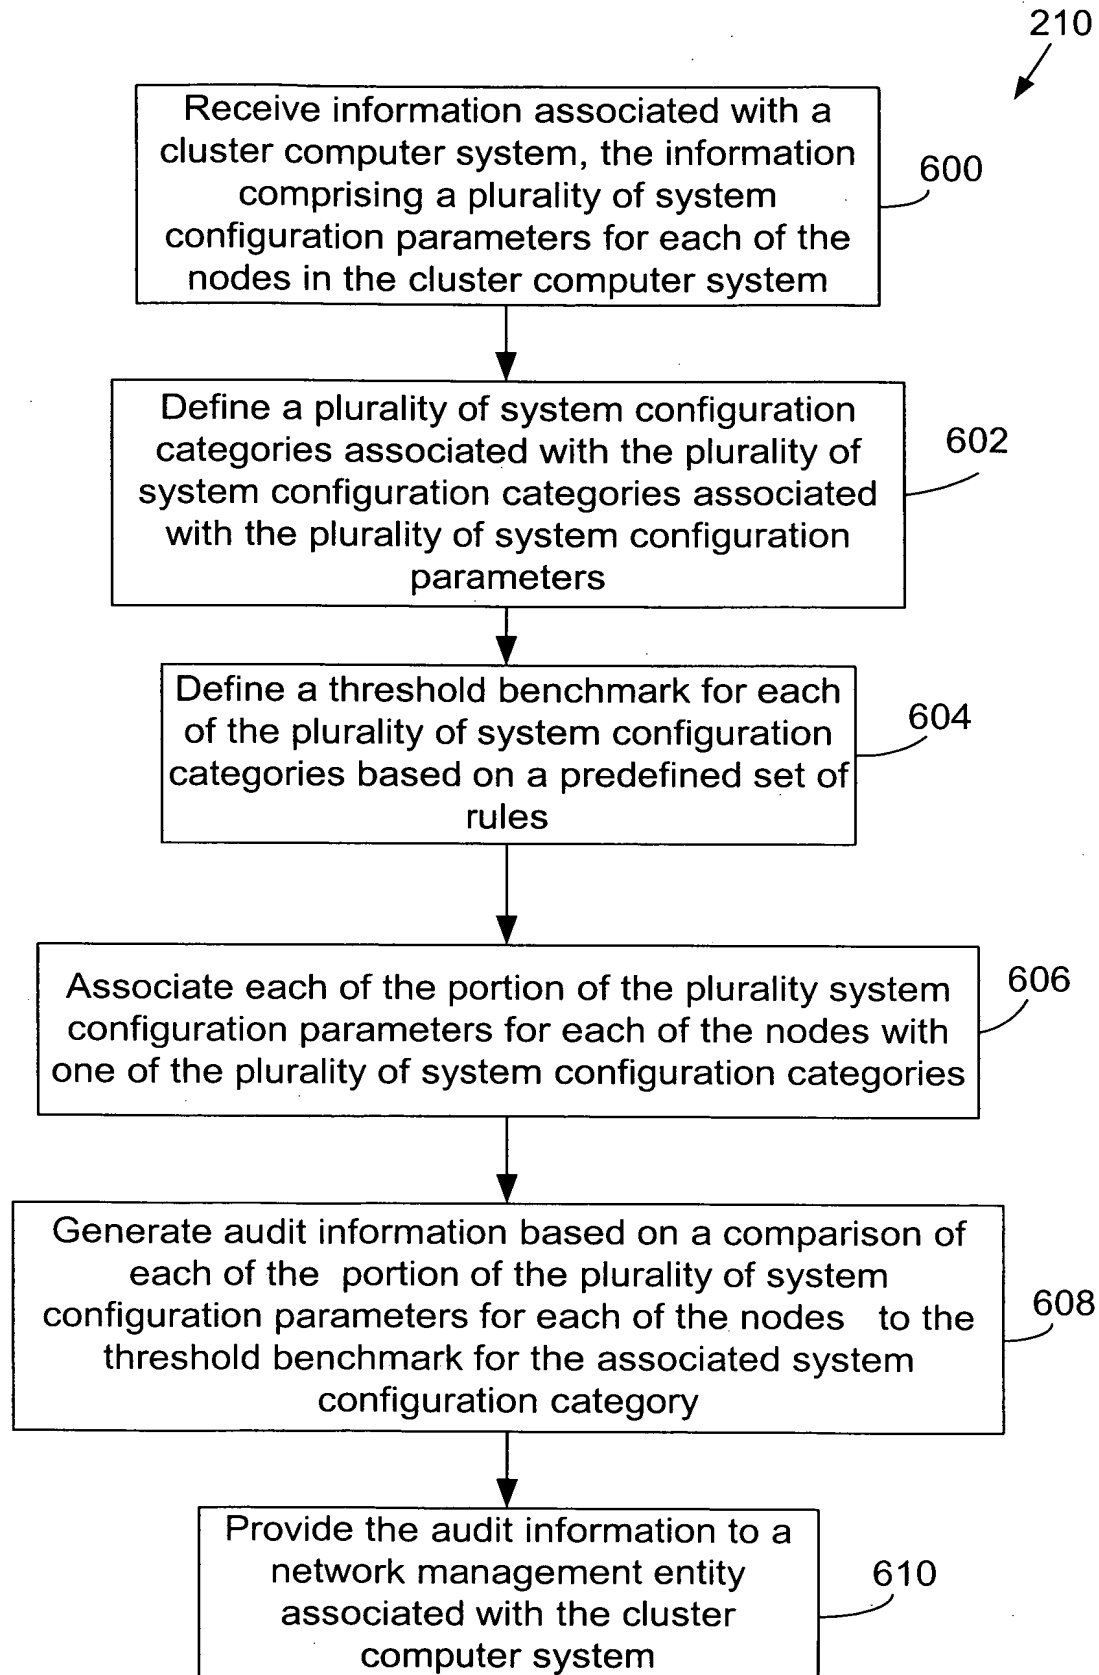 210
Receive information associated with a
cluster computer system, the information
comprising a plurality of system
configuration parameters for each of the
nodes in the cluster computer system
600
Define a plurality of system configuration
categories associated with the plurality of
system configuration categories associated
with the plurality of system configuration
parameters
602
Define a threshold benchmark for each
of the plurality of system configuration
categories based on a predefined set of
rules
604
Associate each of the portion of the plurality system
configuration parameters for each of the nodes with
one of the plurality of system configuration categories
606
Generate audit information based on a comparison of
each of the portion of the plurality of system
configuration parameters for each of the nodes to the
threshold benchmark for the associated system
configuration category
608
Provide the audit information to a
network management entity
associated with the cluster
computer system
610